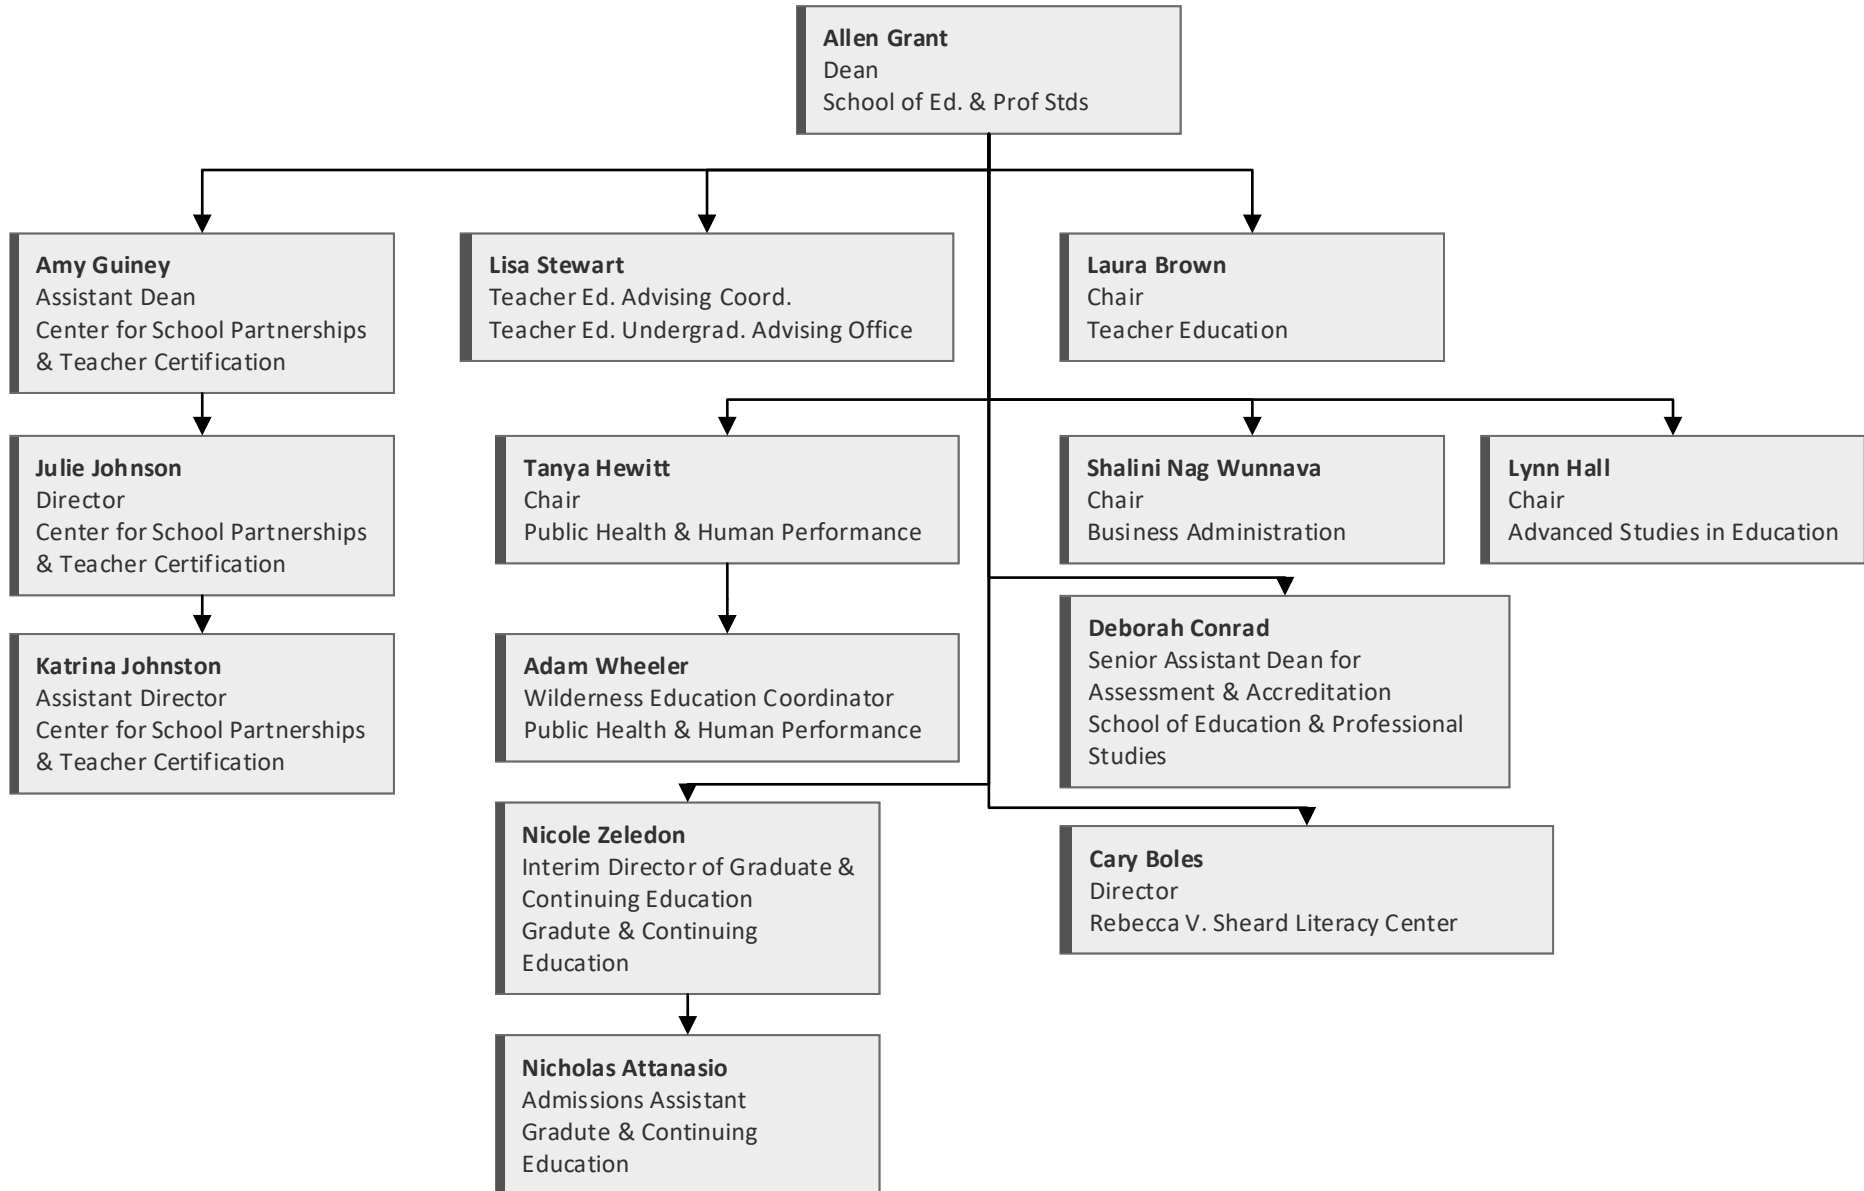 Allen Grant
Dean
School of Ed. & Prof Stds
Amy Guiney
Assistant Dean
Center for School Partnerships
& Teacher Certification
Lisa Stewart
Teacher Ed. Advising Coord.
Teacher Ed. Undergrad. Advising Office
Laura Brown
Chair
Teacher Education
Julie Johnson
Director
Center for School Partnerships
& Teacher Certification
Tanya Hewitt
Chair
Public Health & Human Performance
Shalini Nag Wunnava
Chair
Business Administration
Lynn Hall
Chair
Advanced Studies in Education
Katrina Johnston
Assistant Director
Center for School Partnerships
& Teacher Certification
Adam Wheeler
Wilderness Education Coordinator
Public Health & Human Performance
Deborah Conrad
Senior Assistant Dean for
Assessment & Accreditation
School of Education & Professional
Studies
Nicole Zeledon
Interim Director of Graduate &
Continuing Education
Gradute & Continuing
Education
Cary Boles
Director
Rebecca V. Sheard Literacy Center
Nicholas Attanasio
Admissions Assistant
Gradute & Continuing
Education